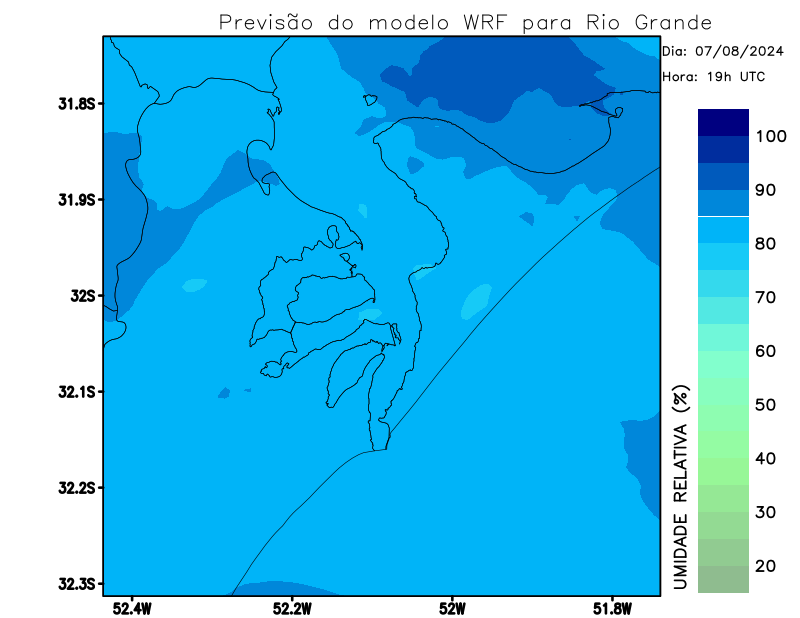 Previsão do modelo WRF para Rio Grande
Dia: 07/08/2024
Hora: 19h UTC
31.8S
31.9S
32S
32.1S
32.2S
32.3S
52.4W
52.2W
52W
51.8W
100
90
80
70
60
50
40
30
20
UMIDADE RELATIVA (%)